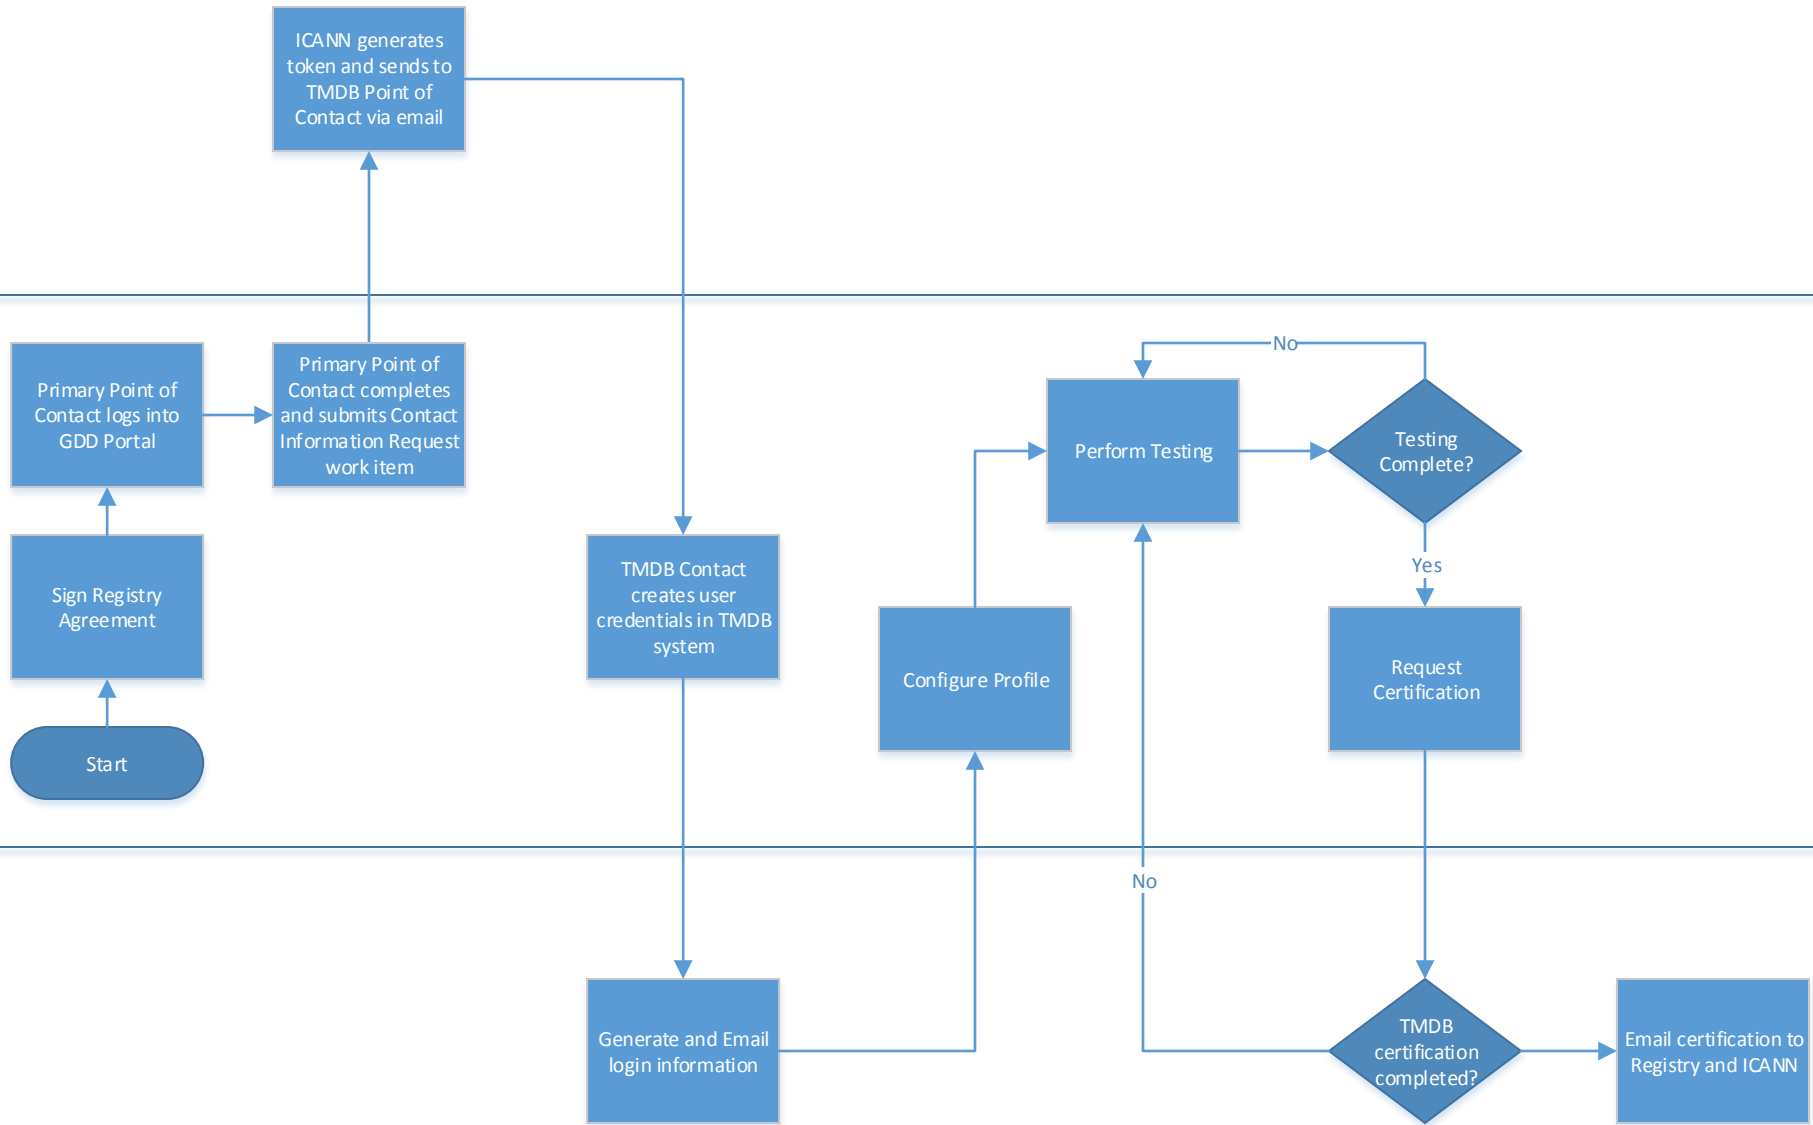 ICANN generates
token and sends to
TMDB Point of
Contact via email
Primary Point of
Contact logs into
GDD Portal
Primary Point of
Contact completes
and submits Contact
Information Request
work item
No
Perform Testing
Testing
Complete?
Yes
Sign Registry
Agreement
TMDB Contact
creates user
credentials in TMDB
system
Configure Profile
Request
Certification
Start
No
Generate and Email
login information
TMDB
certification
completed?
Email certification to
Registry and ICANN